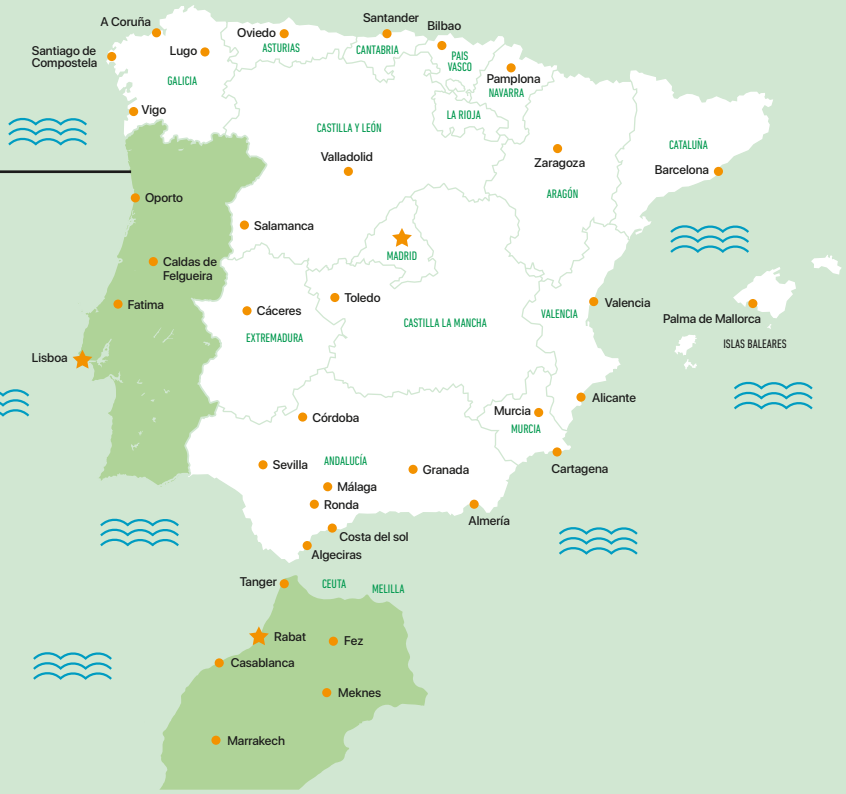 A Coruña
Santander
Bilbao
Oviedo
ASTURIAS
CANTABRIA
Santiago de
Compostela
Lugo
GALICIA
PAIS
VASCO
Pamplona
NAVARRA
Vigo
LA RIOJA
CASTILLA Y LEÓN
Valladolid
Zaragoza
ARAGÓN
CATALUÑA
Barcelona
Oporto
Salamanca
MADRID
Caldas de
Felgueira
Fatima
Cáceres
EXTREMADURA
Toledo
CASTILLA LA MANCHA
VALENCIA
Valencia
Palma de Mallorca
ISLAS BALEARES
Lisboa
Alicante
Murcia
MURCIA
Córdoba
Cartagena
Sevilla
ANDALUCÍA
Granada
Málaga
Ronda
Almería
Costa del sol
Algeciras
Tanger
CEUTA
MELILLA
Rabat
Fez
Casablanca
Meknes
Marrakech